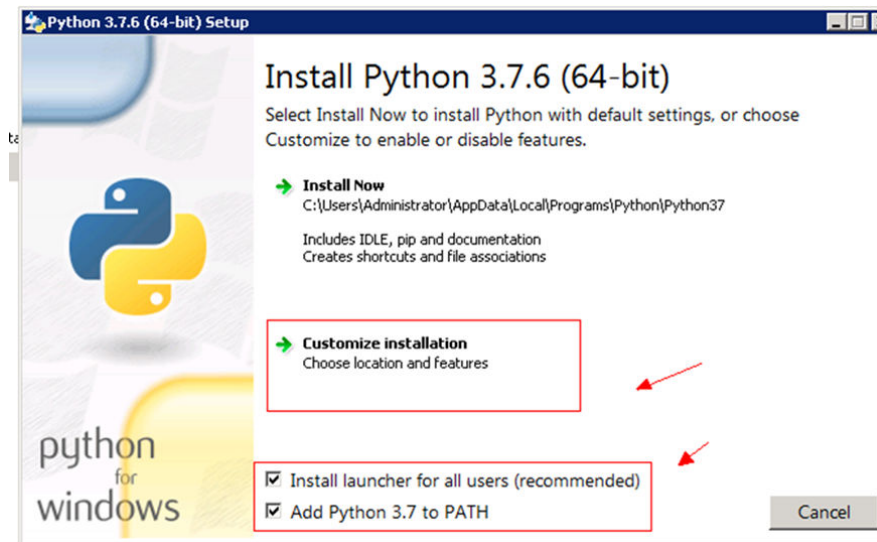 Python 3.7.6 (64-bit) Setup
Install Python 3.7.6 (64-bit)
Select Install Now to install Python with default settings, or choose
Customize to enable or disable features.
Install Now
C:\Users\Administrator\AppData\Local\Programs\Python\Python37
Includes IDLE, pip and documentation
Creates shortcuts and file associations
Customize installation
Choose location and features
python
for
windows
Install launcher for all users (recommended)
Add Python 3.7 to PATH
Cancel